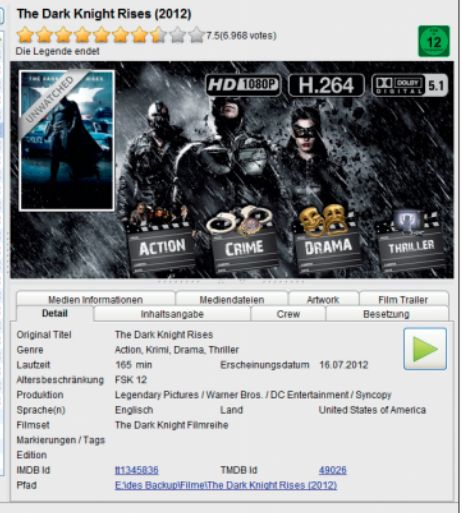 The Dark Knight Rises (2012)
7.5(6.968 votes)
Die Legende endet
12
THE DARK KNIGHT RISES
UNWATCHED
HD 1080P
H.264
DOLBY DIGITAL 5.1
ACTION
CRIME
DRAMA
THRILLER
Medien Informationen Mediendateien Artwork Film Trailer
Detail Inhaltsangabe Crew Besetzung
Original Titel The Dark Knight Rises
Genre Action, Krimi, Drama, Thriller
Laufzeit 165 min Erscheinungsdatum 16.07.2012
Altersbeschränkung FSK 12
Produktion Legendary Pictures / Warner Bros. / DC Entertainment / Syncopy
Sprache(n) Englisch Land United States of America
Filmset The Dark Knight Filmreihe
Markierungen / Tags
Edition
IMDB Id tt1345836 TMDB Id 49026
Pfad E:\des Backup\Filme\The Dark Knight Rises (2012)